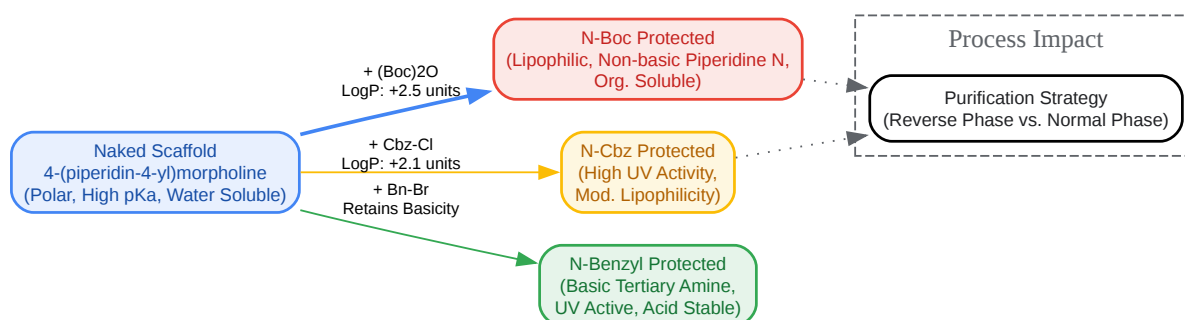 Naked Scaffold
4-(piperidin-4-yl)morpholine
(Polar, High pKa, Water Soluble)
+ (Boc)2O
LogP: +2.5 units
+ Cbz-Cl
LogP: +2.1 units
+ Bn-Br
Retains Basicity
N-Boc Protected
(Lipophilic, Non-basic Piperidine N,
Org. Soluble)
N-Cbz Protected
(High UV Activity,
Mod. Lipophilicity)
N-Benzyl Protected
(Basic Tertiary Amine,
UV Active, Acid Stable)
Process Impact
Purification Strategy
(Reverse Phase vs. Normal Phase)